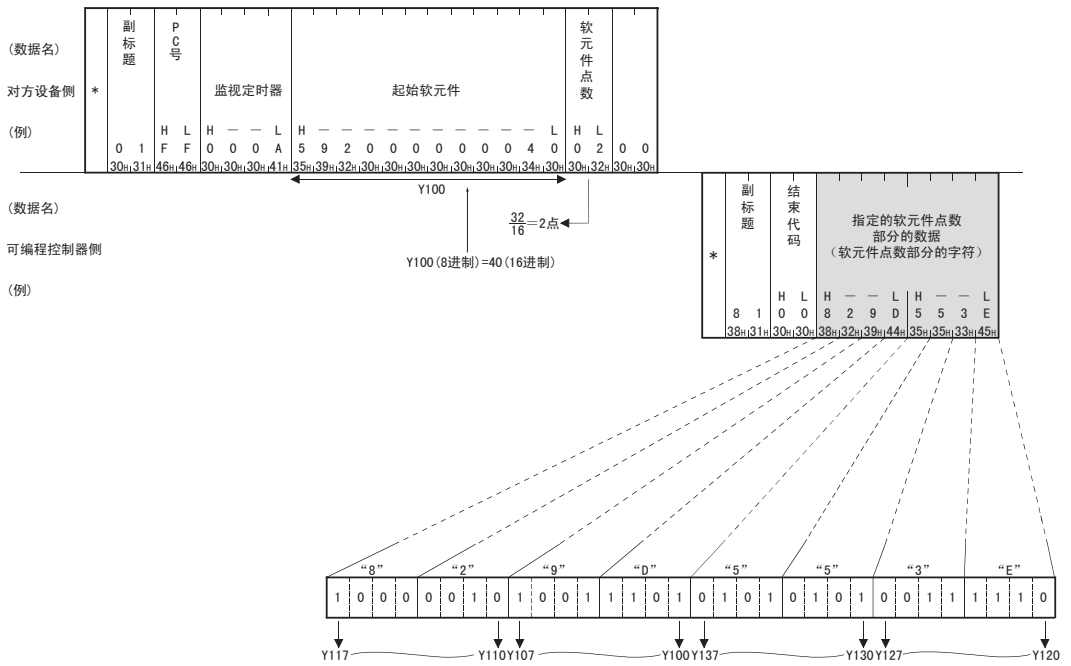 (数据名)
对方设备侧
(例)
*
副标题
0 1
30H 31H
PC号
H L
F F
46H 46H
监视定时器
H — — L
0 0 0 A
30H 30H 30H 41H
起始软元件
H — — — — — — — — — — L
5 9 2 0 0 0 0 0 0 0 4 0
35H 39H 32H 30H 30H 30H 30H 30H 30H 30H 34H 30H
软元件点数
H L
0 2
30H 32H
0 0
30H 30H
Y100
32/16=2点
Y100(8进制)=40(16进制)
(数据名)
可编程控制器侧
(例)
*
副标题
8 1
38H 31H
结束代码
H L
0 0
30H 30H
指定的软元件点数
部分的数据
(软元件点数部分的字符)
H — — L H — — L
8 2 9 D 5 5 3 E
38H 32H 39H 44H 35H 35H 33H 45H
“8” “2” “9” “D” “5” “5” “3” “E”
1 0 0 0 0 0 1 0 1 0 0 1 1 1 0 1 0 1 0 1 0 1 0 1 0 0 1 1 1 1 1 0
Y117 Y110 Y107 Y100 Y137 Y130 Y127 Y120